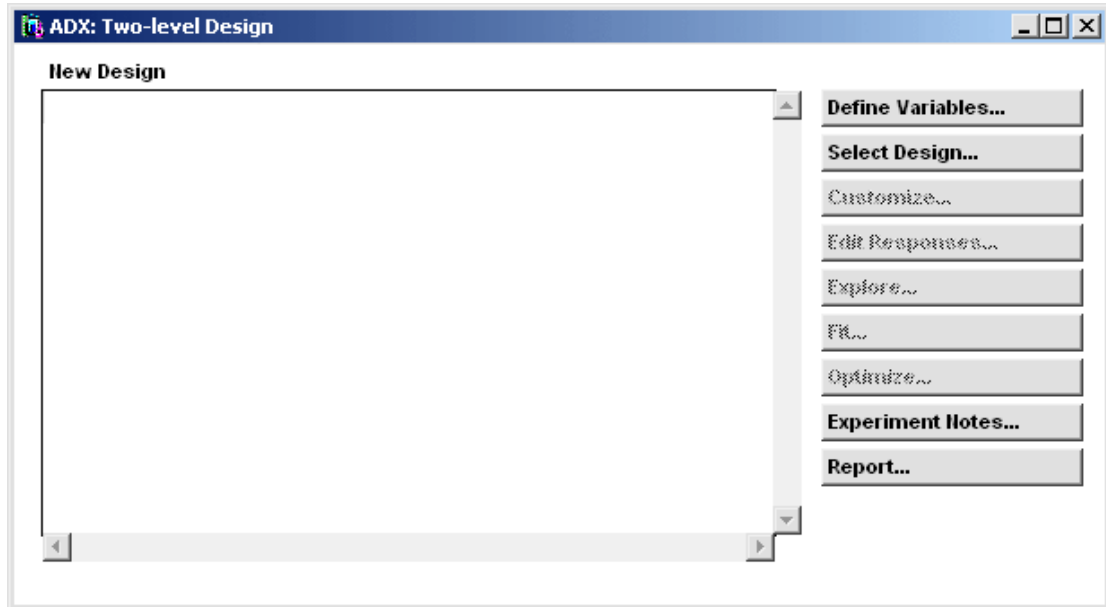 ADX: Two-level Design
New Design
Define Variables...
Select Design...
Customize...
Edit Responses...
Explore...
Fit...
Optimize...
Experiment Notes...
Report...